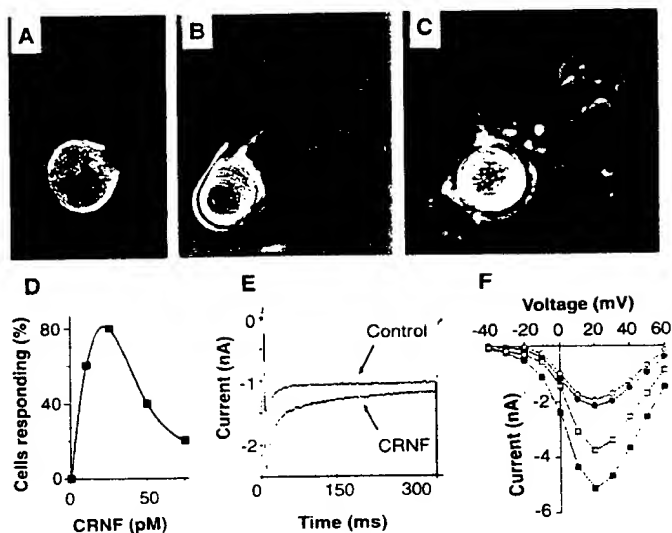 A
B
C
D
E
F
Cells responding (%)
80
40
0
0
50
CRNF (pM)
Current (nA)
0
-1
-2
Control
CRNF
0
150
300
Time (ms)
Voltage (mV)
-40
-20
0
20
40
60
-2
-4
-6
Current (nA)